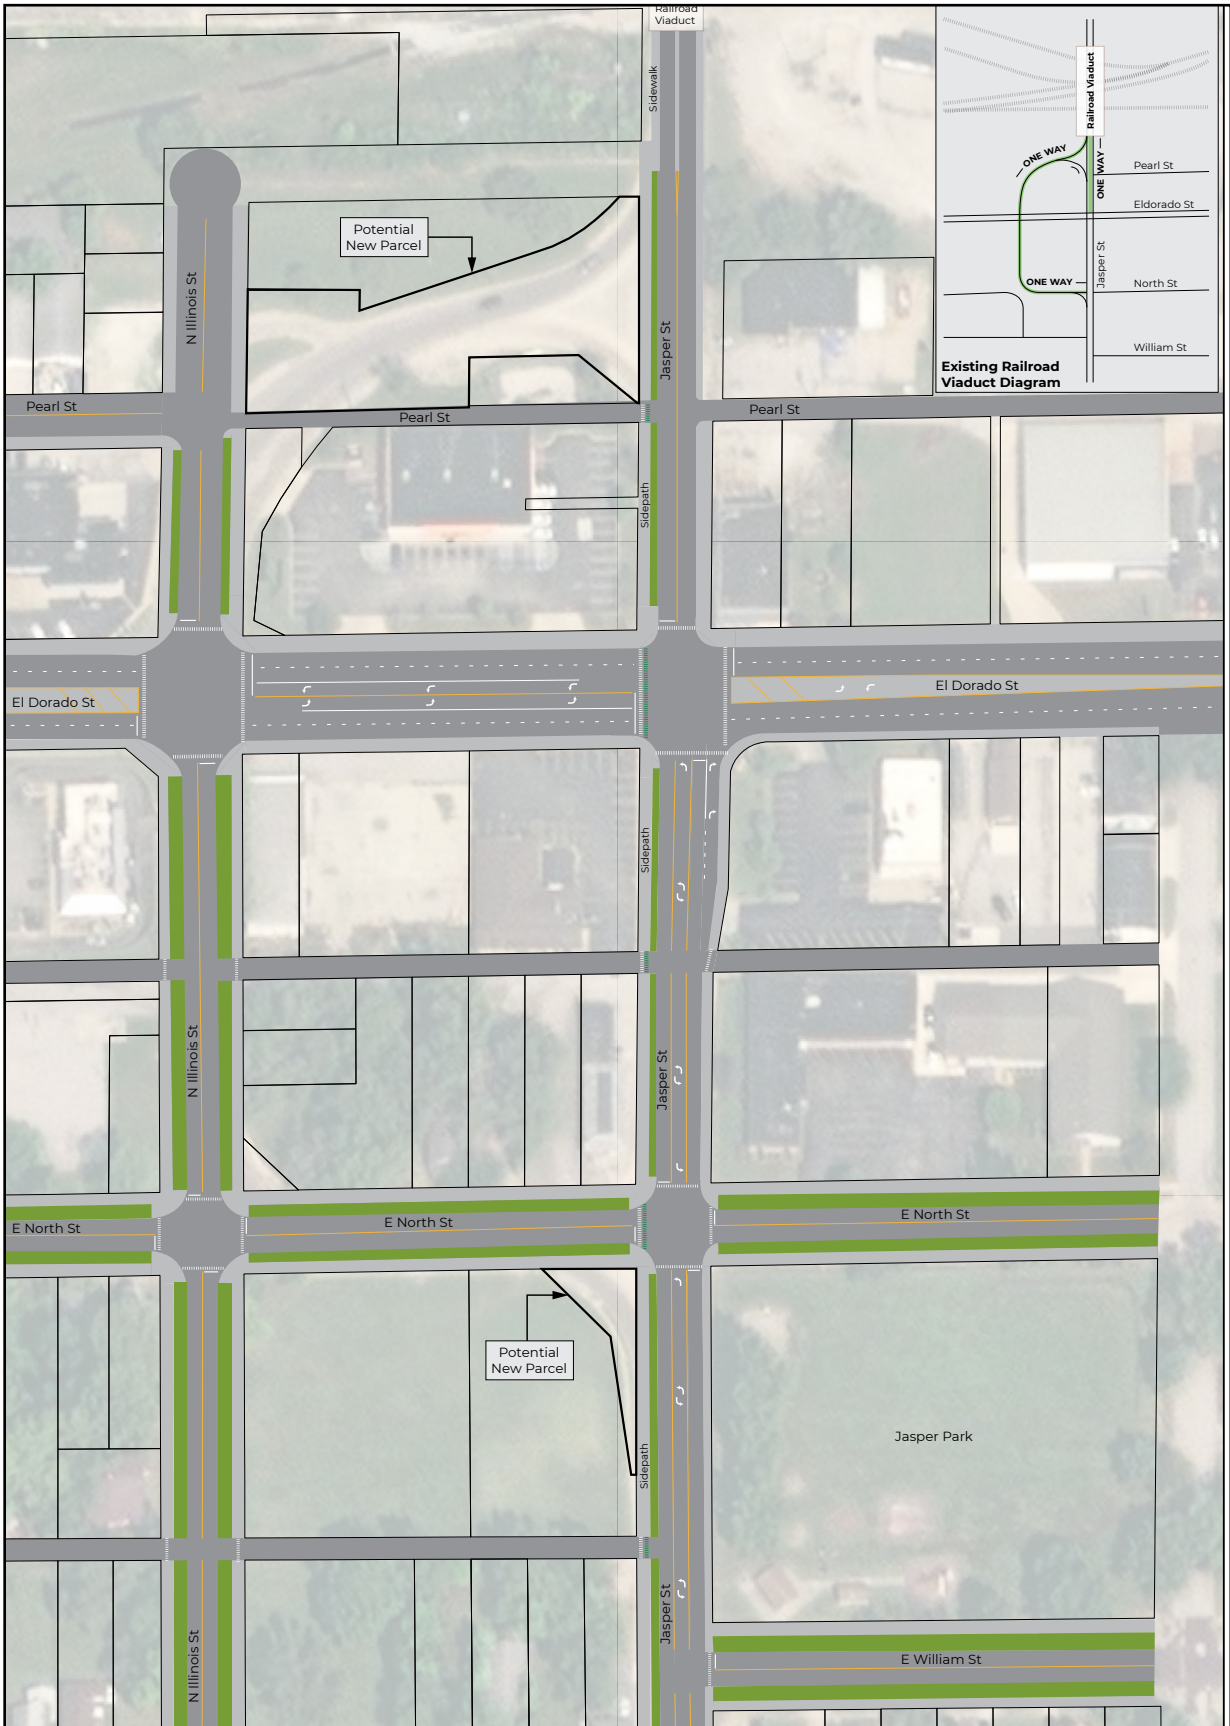 Railroad
Viaduct
Sidewalk
Railroad Viaduct
ONE WAY
ONE WAY
Pearl St
Eldorado St
Jasper St
ONE WAY
North St
William St
Existing Railroad
Viaduct Diagram
Potential
New Parcel
N Illinois St
Jasper St
Pearl St
Pearl St
Pearl St
Sidepath
El Dorado St
El Dorado St
Sidepath
N Illinois St
Jasper St
E North St
E North St
E North St
Potential
New Parcel
Jasper Park
Sidepath
Jasper St
N Illinois St
E William St